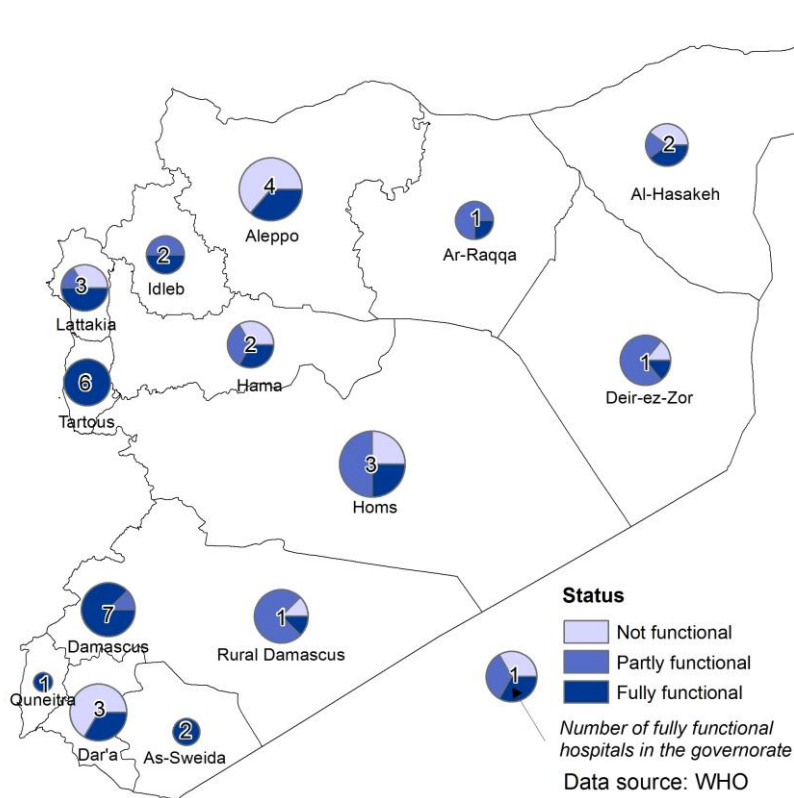 2
Al-Hasakeh
4
Aleppo
1
Ar-Raqqa
2
Idleb
3
Lattakia
2
Hama
1
Deir-ez-Zor
6
Tartous
3
Homs
7
Damascus
1
Rural Damascus
1
Quneitra
3
Dar'a
2
As-Sweida
Status
Not functional
Partly functional
Fully functional
1
Number of fully functional
hospitals in the governorate
Data source: WHO